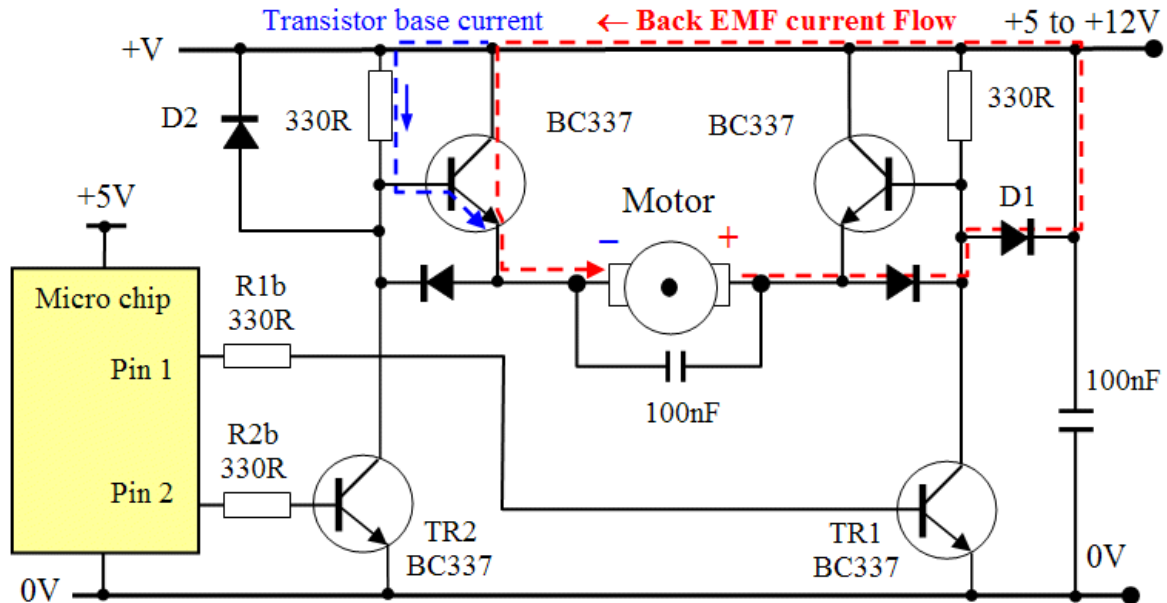 Transistor base current
← Back EMF current Flow
+5 to +12V
+V
D2
330R
BC337
BC337
330R
+5V
Motor
D1
–
+
Micro chip
R1b
330R
Pin 1
100nF
100nF
R2b
330R
Pin 2
TR2
BC337
TR1
BC337
0V
0V